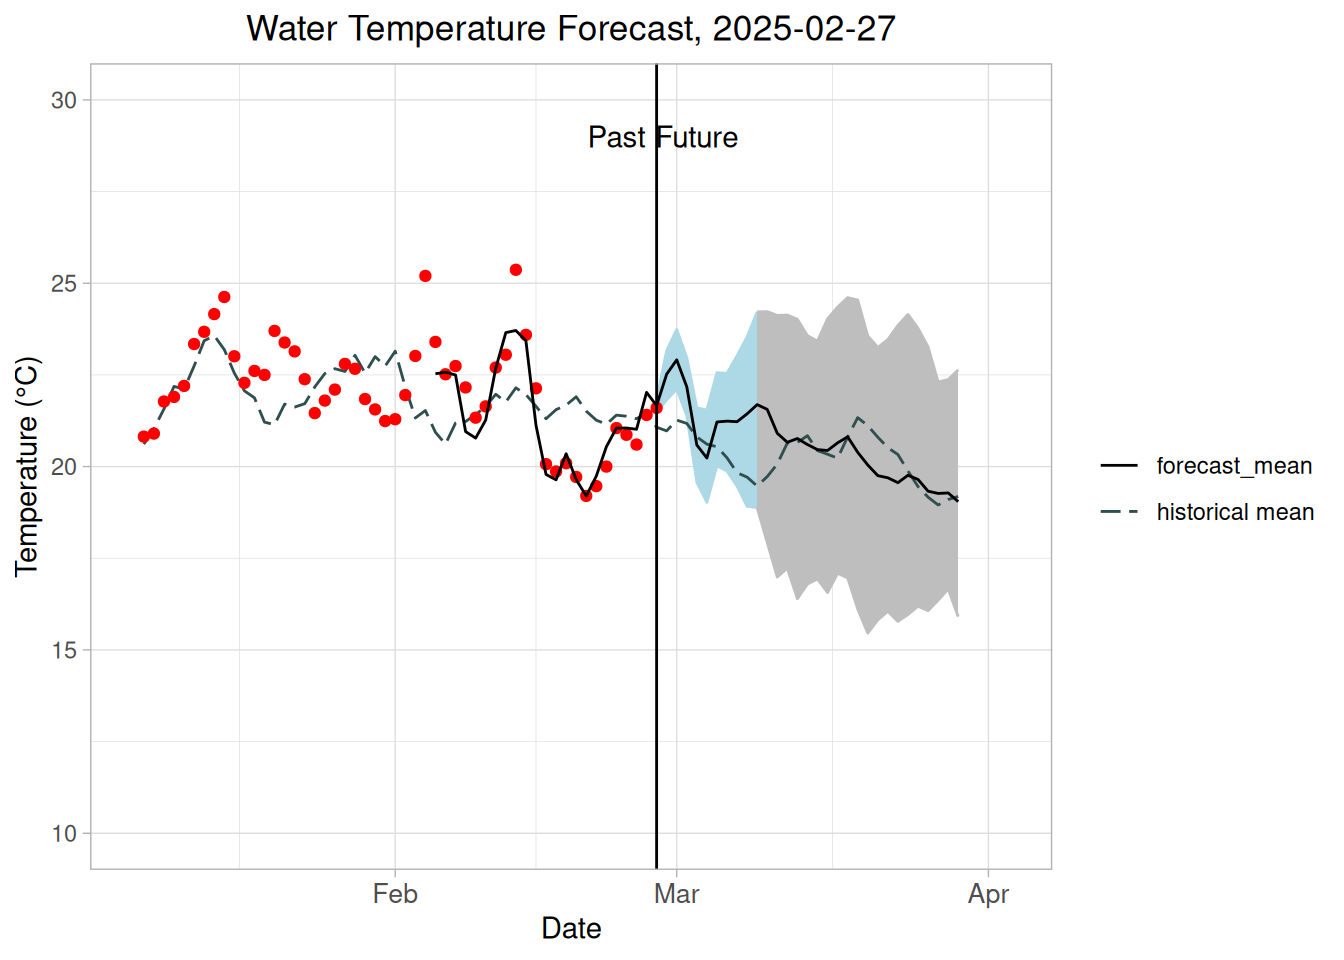 Water Temperature Forecast, 2025-02-27
30
Past Future
25
20
15
10
Temperature (°C)
Feb Mar Apr
Date
forecast_mean
historical mean